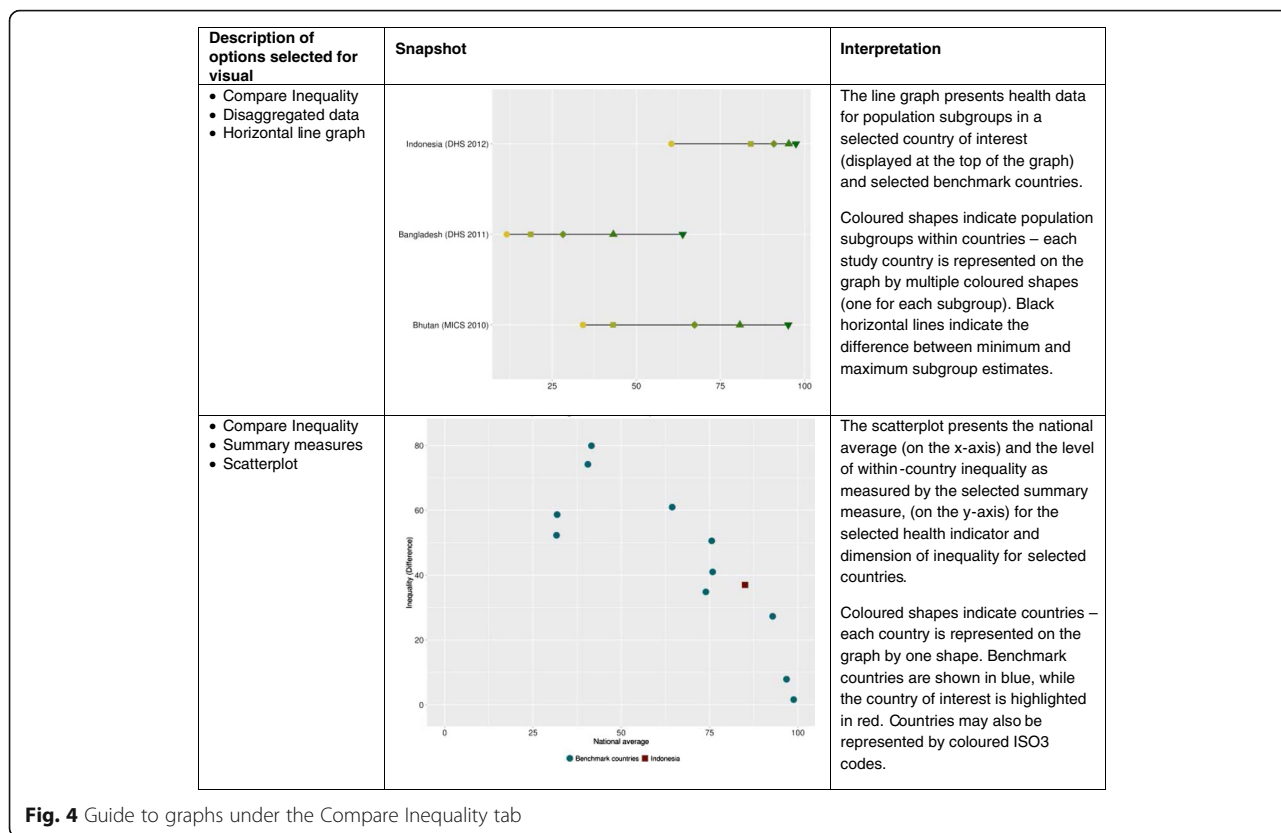 Description of
options selected for
visual
Snapshot
Interpretation
• Compare Inequality
• Disaggregated data
• Horizontal line graph
Indonesia (DHS 2012)
Bangladesh (DHS 2011)
Bhutan (MICS 2010)
25 50 75 100
The line graph presents health data
for population subgroups in a
selected country of interest
(displayed at the top of the graph)
and selected benchmark countries.
Coloured shapes indicate population
subgroups within countries – each
study country is represented on the
graph by multiple coloured shapes
(one for each subgroup). Black
horizontal lines indicate the
difference between minimum and
maximum subgroup estimates.
• Compare Inequality
• Summary measures
• Scatterplot
80
60
40
20
0
Inequality (Difference)
0 25 50 75 100
National average
Benchmark countries Indonesia
The scatterplot presents the national
average (on the x-axis) and the level
of within-country inequality as
measured by the selected summary
measure, (on the y-axis) for the
selected health indicator and
dimension of inequality for selected
countries.
Coloured shapes indicate countries –
each country is represented on the
graph by one shape. Benchmark
countries are shown in blue, while
the country of interest is highlighted
in red. Countries may also be
represented by coloured ISO3
codes.
Fig. 4 Guide to graphs under the Compare Inequality tab